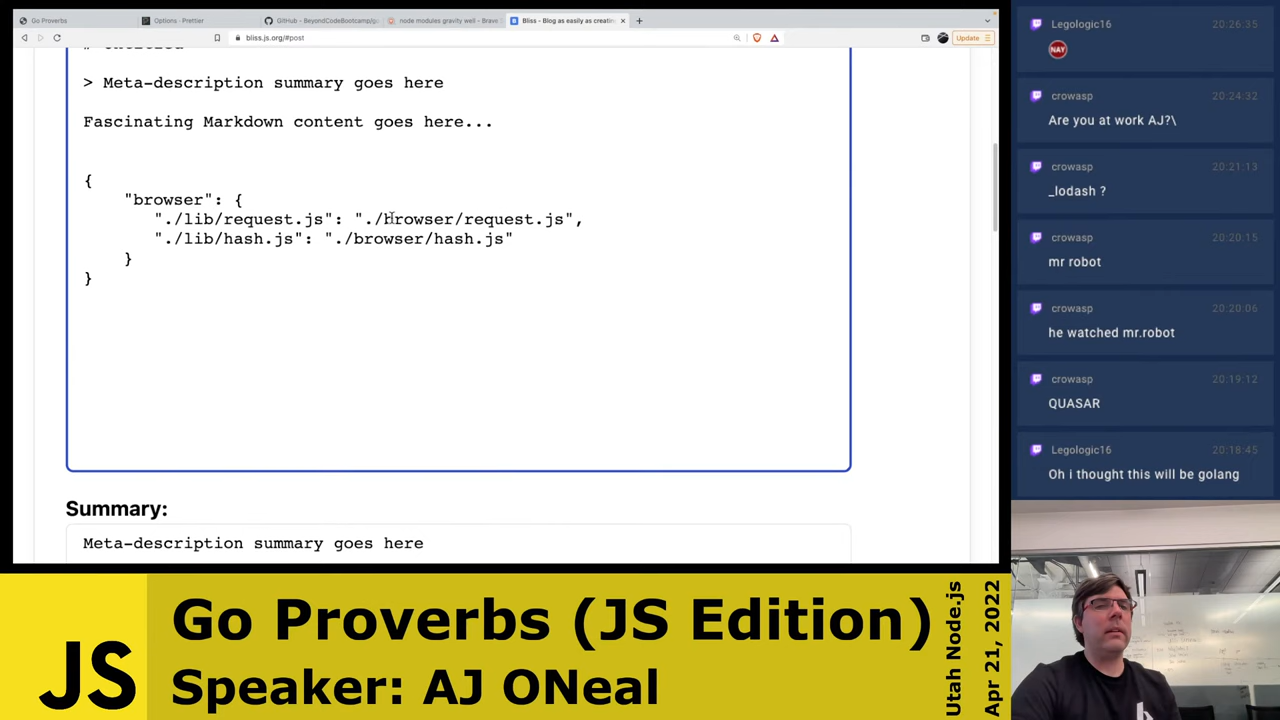 Go Proverbs
Options - Prettier
GitHub - BeyondCodeBootcamp/g
node modules gravity well - Brave S
Bliss - Blog as easily as creatin
bliss.js.org/#post
Update
# Untitled
> Meta-description summary goes here
Fascinating Markdown content goes here...
{
"browser": {
"./lib/request.js": "./browser/request.js",
"./lib/hash.js": "./browser/hash.js"
}
}
Summary:
Meta-description summary goes here
Legologic16 20:26:35
NAY
crowasp 20:24:32
Are you at work AJ?\
crowasp 20:21:13
_lodash ?
crowasp 20:20:15
mr robot
crowasp 20:20:06
he watched mr.robot
crowasp 20:19:12
QUASAR
Legologic16 20:18:45
Oh i thought this will be golang
JS
Go Proverbs (JS Edition)
Speaker: AJ ONeal
Utah Node.js
Apr 21, 2022